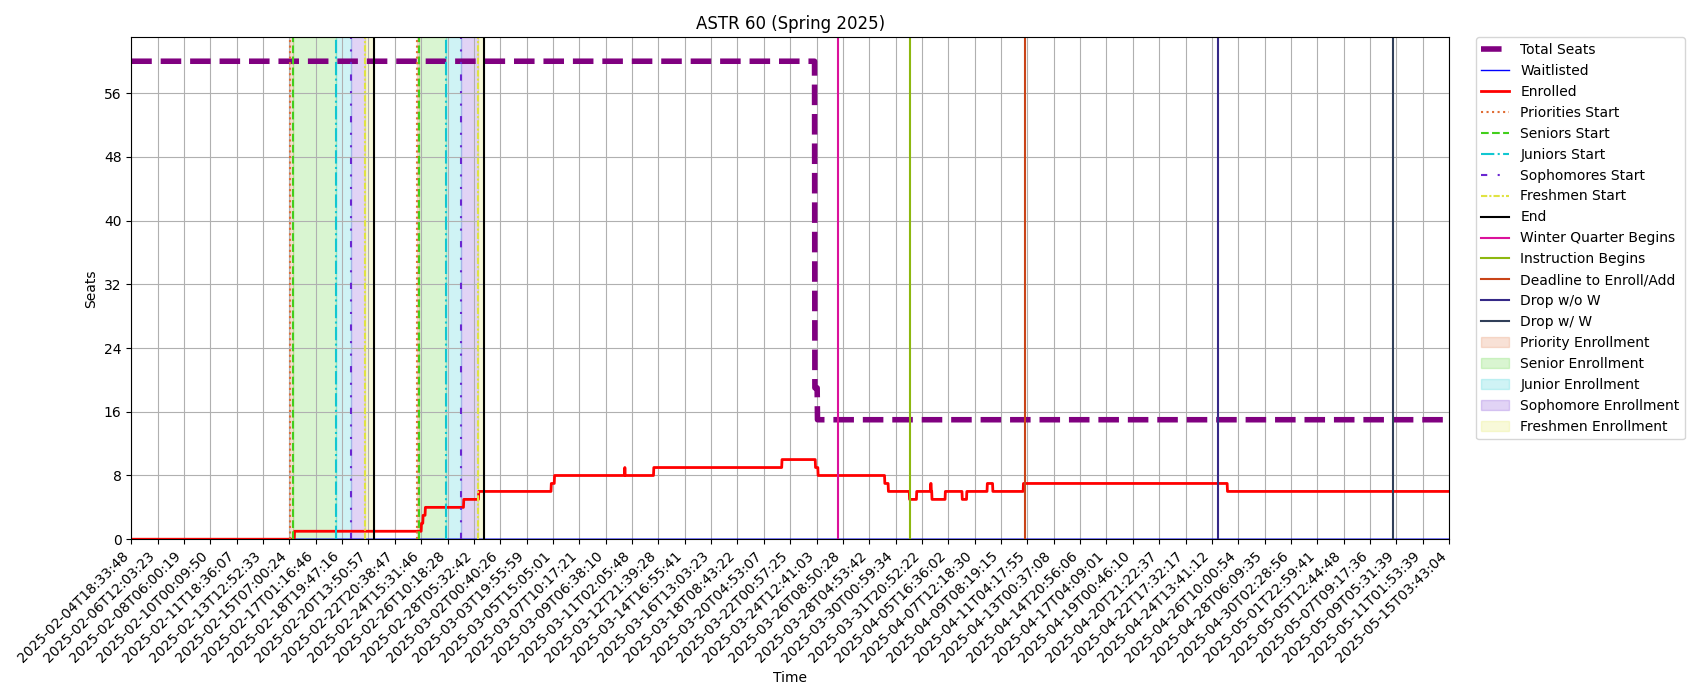 ASTR 60 (Spring 2025)
Seats
56
48
40
32
24
16
8
0
2025-02-04T18:33:48
2025-02-06T12:03:23
2025-02-08T06:00:19
2025-02-10T00:09:50
2025-02-11T18:36:07
2025-02-13T12:52:33
2025-02-15T07:00:24
2025-02-17T01:16:46
2025-02-18T19:47:16
2025-02-20T13:50:57
2025-02-22T20:38:47
2025-02-24T15:31:46
2025-02-26T10:18:28
2025-02-28T05:32:42
2025-03-02T00:40:26
2025-03-03T19:55:59
2025-03-05T15:05:01
2025-03-07T10:17:21
2025-03-09T06:38:10
2025-03-11T02:05:48
2025-03-12T21:39:28
2025-03-14T16:55:41
2025-03-16T13:03:23
2025-03-18T08:43:22
2025-03-20T04:53:07
2025-03-22T00:57:25
2025-03-24T12:41:03
2025-03-26T08:50:28
2025-03-28T04:53:42
2025-03-30T00:59:34
2025-03-31T20:52:22
2025-04-05T16:36:02
2025-04-07T12:18:30
2025-04-09T08:19:15
2025-04-11T04:17:55
2025-04-13T00:37:08
2025-04-14T20:56:06
2025-04-17T04:09:01
2025-04-19T00:46:10
2025-04-20T21:22:37
2025-04-22T17:32:17
2025-04-24T13:41:12
2025-04-26T10:00:54
2025-04-28T06:09:35
2025-04-30T02:28:56
2025-05-01T22:59:41
2025-05-05T12:44:48
2025-05-07T09:17:36
2025-05-09T05:31:39
2025-05-11T01:53:39
2025-05-15T03:43:04
Time
Total Seats
Waitlisted
Enrolled
Priorities Start
Seniors Start
Juniors Start
Sophomores Start
Freshmen Start
End
Winter Quarter Begins
Instruction Begins
Deadline to Enroll/Add
Drop w/o W
Drop w/ W
Priority Enrollment
Senior Enrollment
Junior Enrollment
Sophomore Enrollment
Freshmen Enrollment